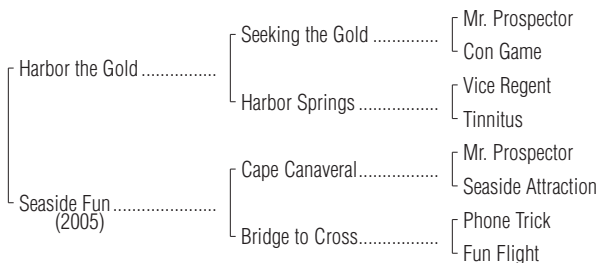 Mr. Prospector
Seeking the Gold ..............
Con Game
Harbor the Gold ................
Vice Regent
Harbor Springs .................
Tinnitus
Mr. Prospector
Cape Canaveral.................
Seaside Attraction
Seaside Fun......................
(2005)
Phone Trick
Bridge to Cross.................
Fun Flight